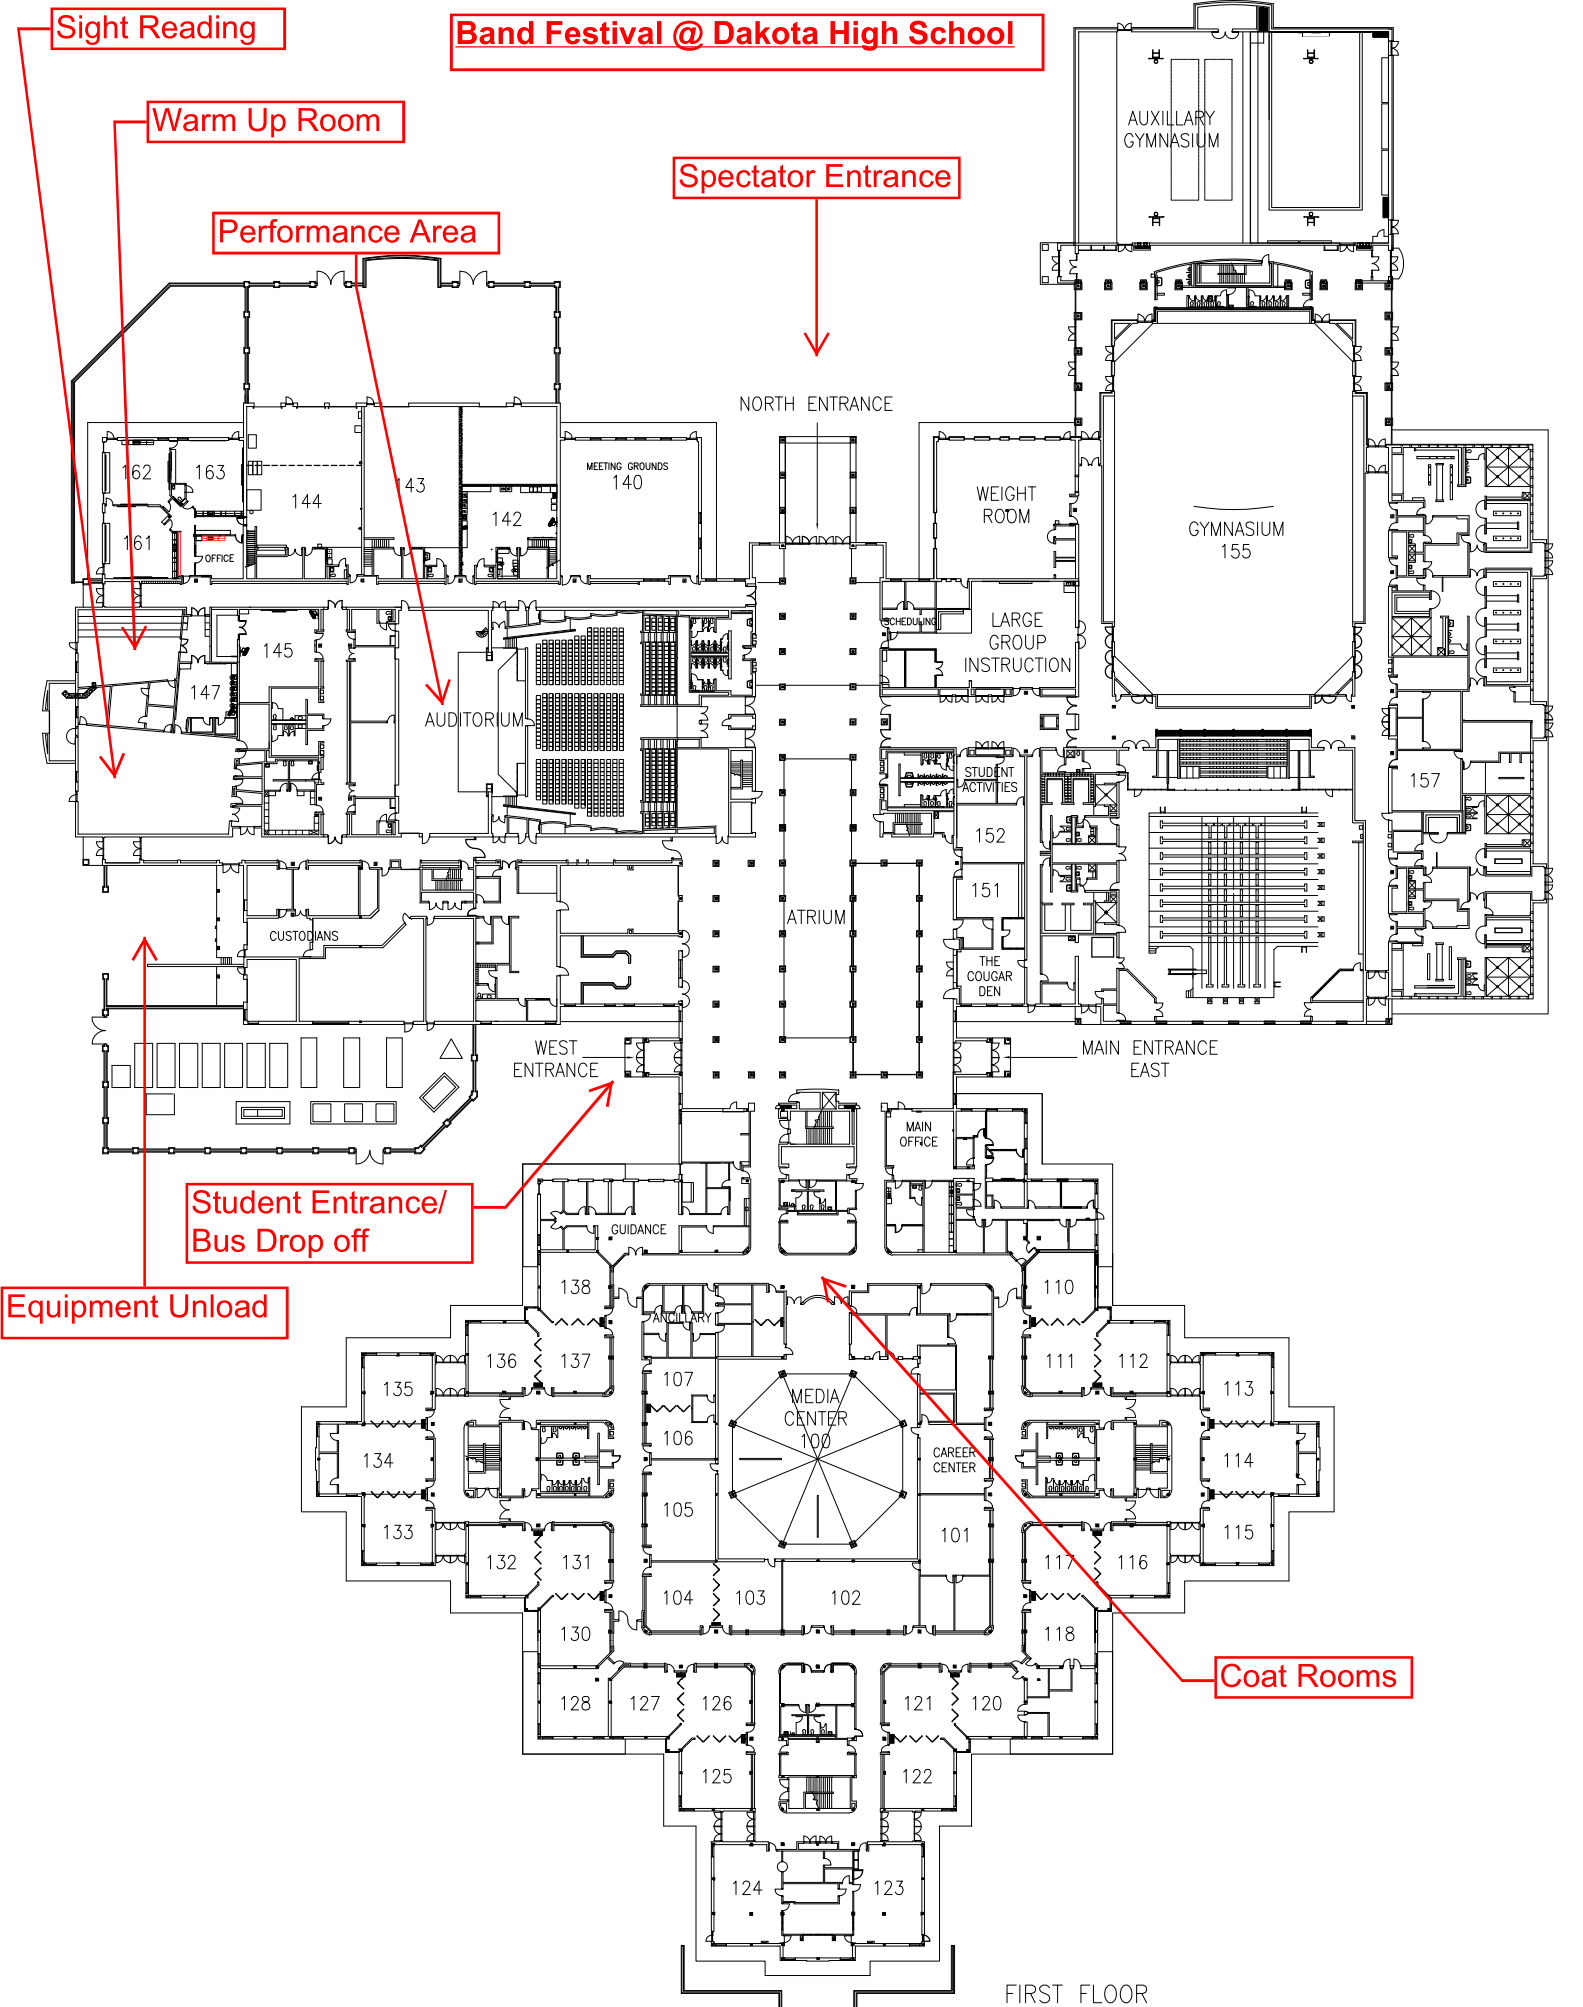 Sight Reading
Band Festival @ Dakota High School
Warm Up Room
AUXILLARY
GYMNASIUM
Spectator Entrance
Performance Area
NORTH ENTRANCE
162
163
144
143
MEETING GROUNDS
140
142
161
OFFICE
WEIGHT
ROOM
GYMNASIUM
155
SCHEDULING
LARGE
GROUP
INSTRUCTION
145
147
AUDITORIUM
STUDENT
ACTIVITIES
157
152
151
ATRIUM
CUSTODIANS
THE
COUGAR
DEN
WEST
ENTRANCE
MAIN ENTRANCE
EAST
MAIN
OFFICE
Student Entrance/
Bus Drop off
GUIDANCE
Equipment Unload
138
110
ANCILLARY
136
137
111
112
135
107
MEDIA
CENTER
100
113
106
134
CAREER
CENTER
114
105
133
101
115
132
131
117
116
104
103
102
130
118
Coat Rooms
128
127
126
121
120
125
122
124
123
FIRST FLOOR